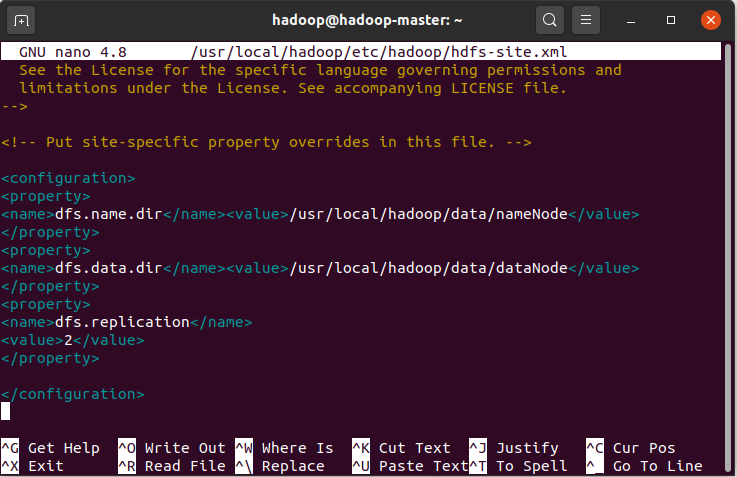 hadoop@hadoop-master: ~
GNU nano 4.8 /usr/local/hadoop/etc/hadoop/hdfs-site.xml
See the License for the specific language governing permissions and
limitations under the License. See accompanying LICENSE file.
-->
<!-- Put site-specific property overrides in this file. -->
<configuration>
<property>
<name>dfs.name.dir</name><value>/usr/local/hadoop/data/nameNode</value>
</property>
<property>
<name>dfs.data.dir</name><value>/usr/local/hadoop/data/dataNode</value>
</property>
<property>
<name>dfs.replication</name>
<value>2</value>
</property>
</configuration>
^G Get Help ^O Write Out ^W Where Is ^K Cut Text ^J Justify ^C Cur Pos
^X Exit ^R Read File ^\ Replace ^U Paste Text ^T To Spell ^_ Go To Line